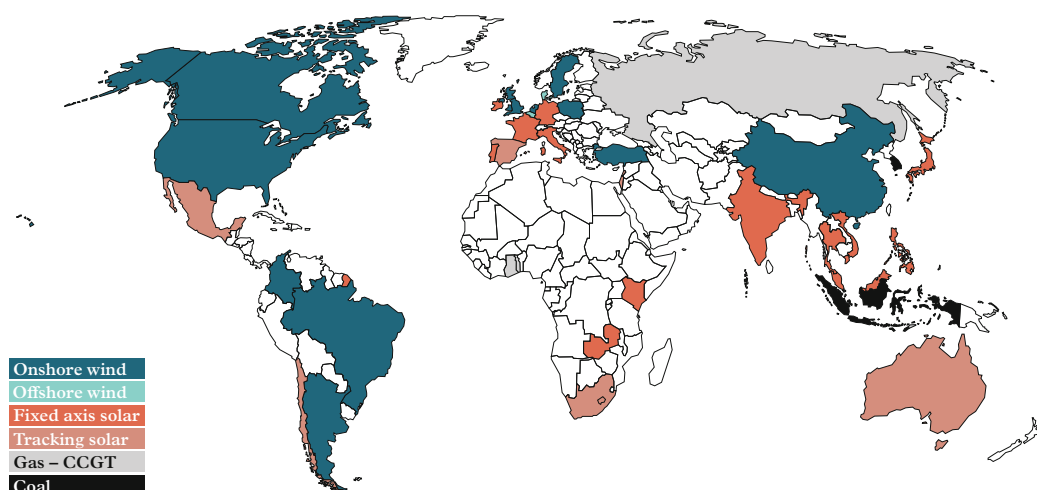 Onshore wind
Offshore wind
Fixed axis solar
Tracking solar
Gas – CCGT
Coal